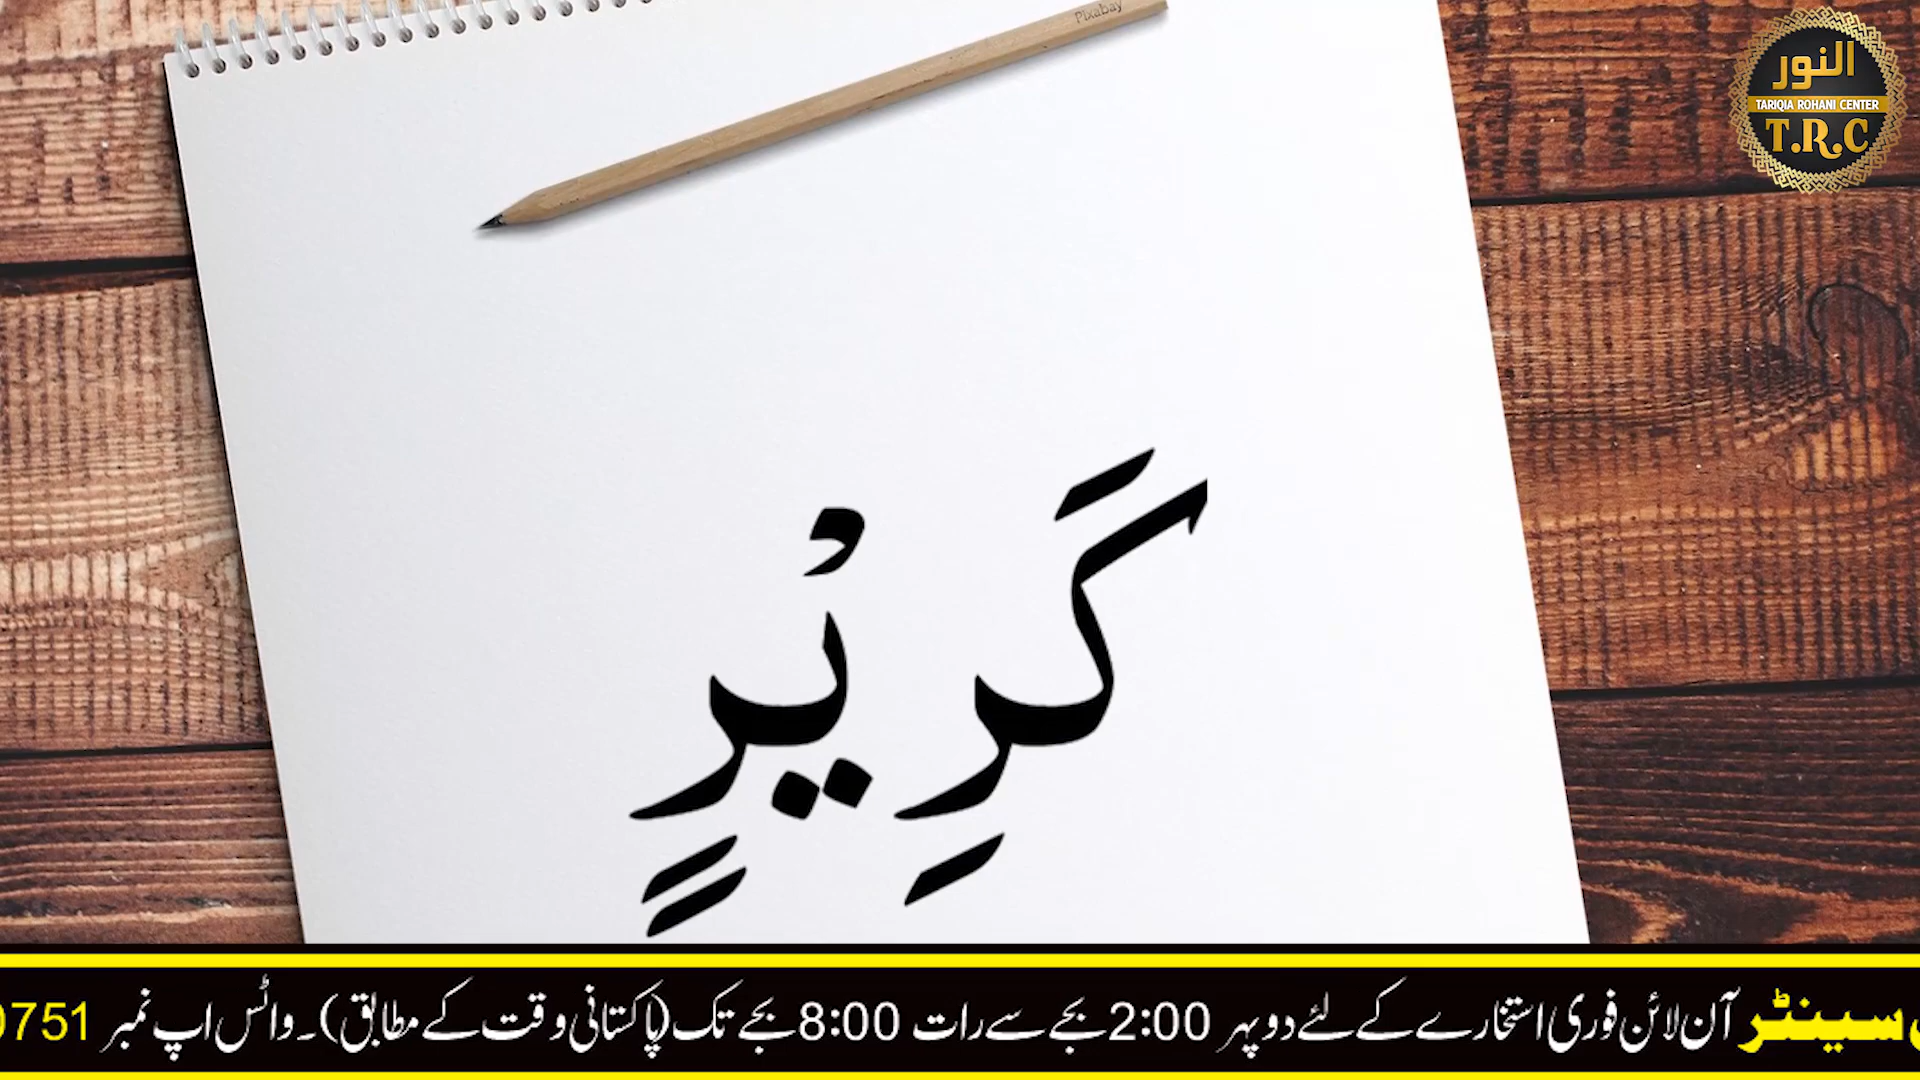 Pixabay
النور
TARIQIA ROHANI CENTER
T.R.C
كَرِيْرٍ
سینٹر آن لائن فوری استخارے کے لئے دوپہر 2:00 بجے سے رات 8:00 بجے تک (پاکستانی وقت کے مطابق)۔ واٹس اپ نمبر 0751